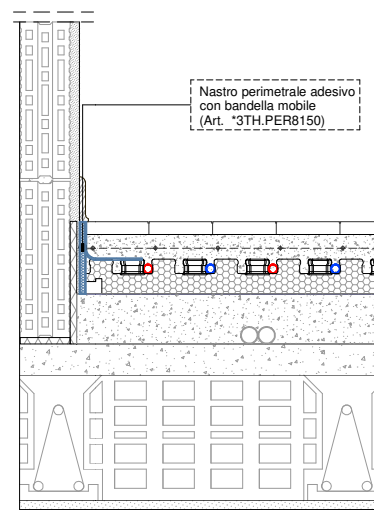 Nastro perimetrale adesivo
con bandella mobile
(Art. *3TH.PER8150)